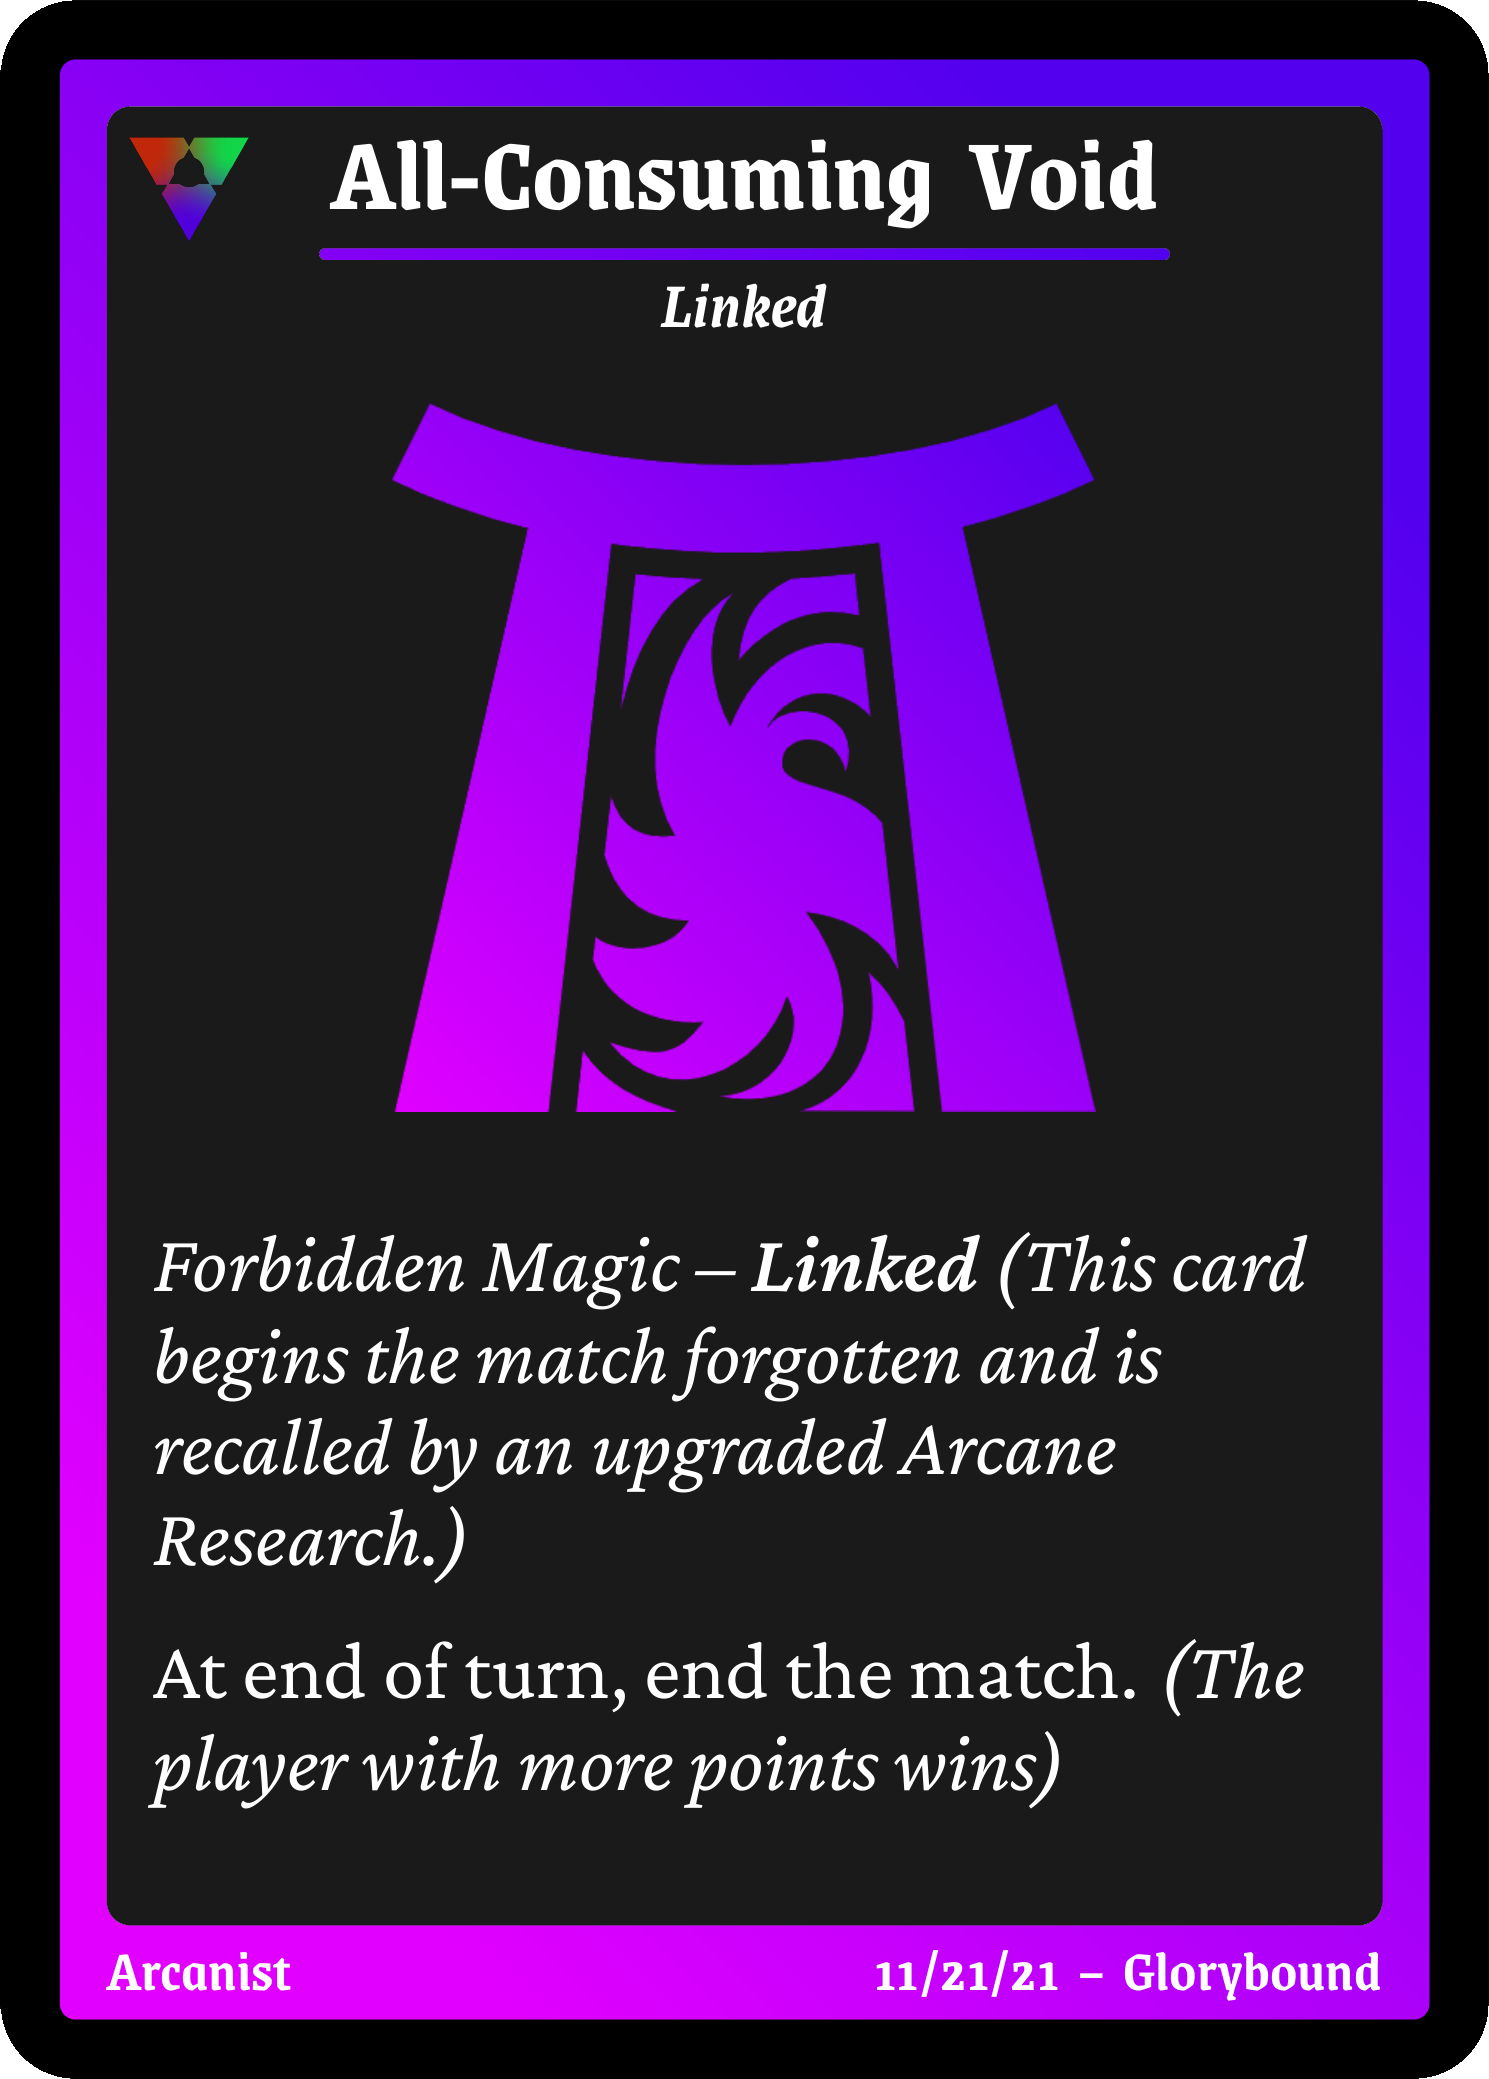 All-Consuming Void
Linked
Forbidden Magic – Linked (This card
begins the match forgotten and is
recalled by an upgraded Arcane
Research.)
At end of turn, end the match. (The
player with more points wins)
Arcanist
11/21/21 – Glorybound